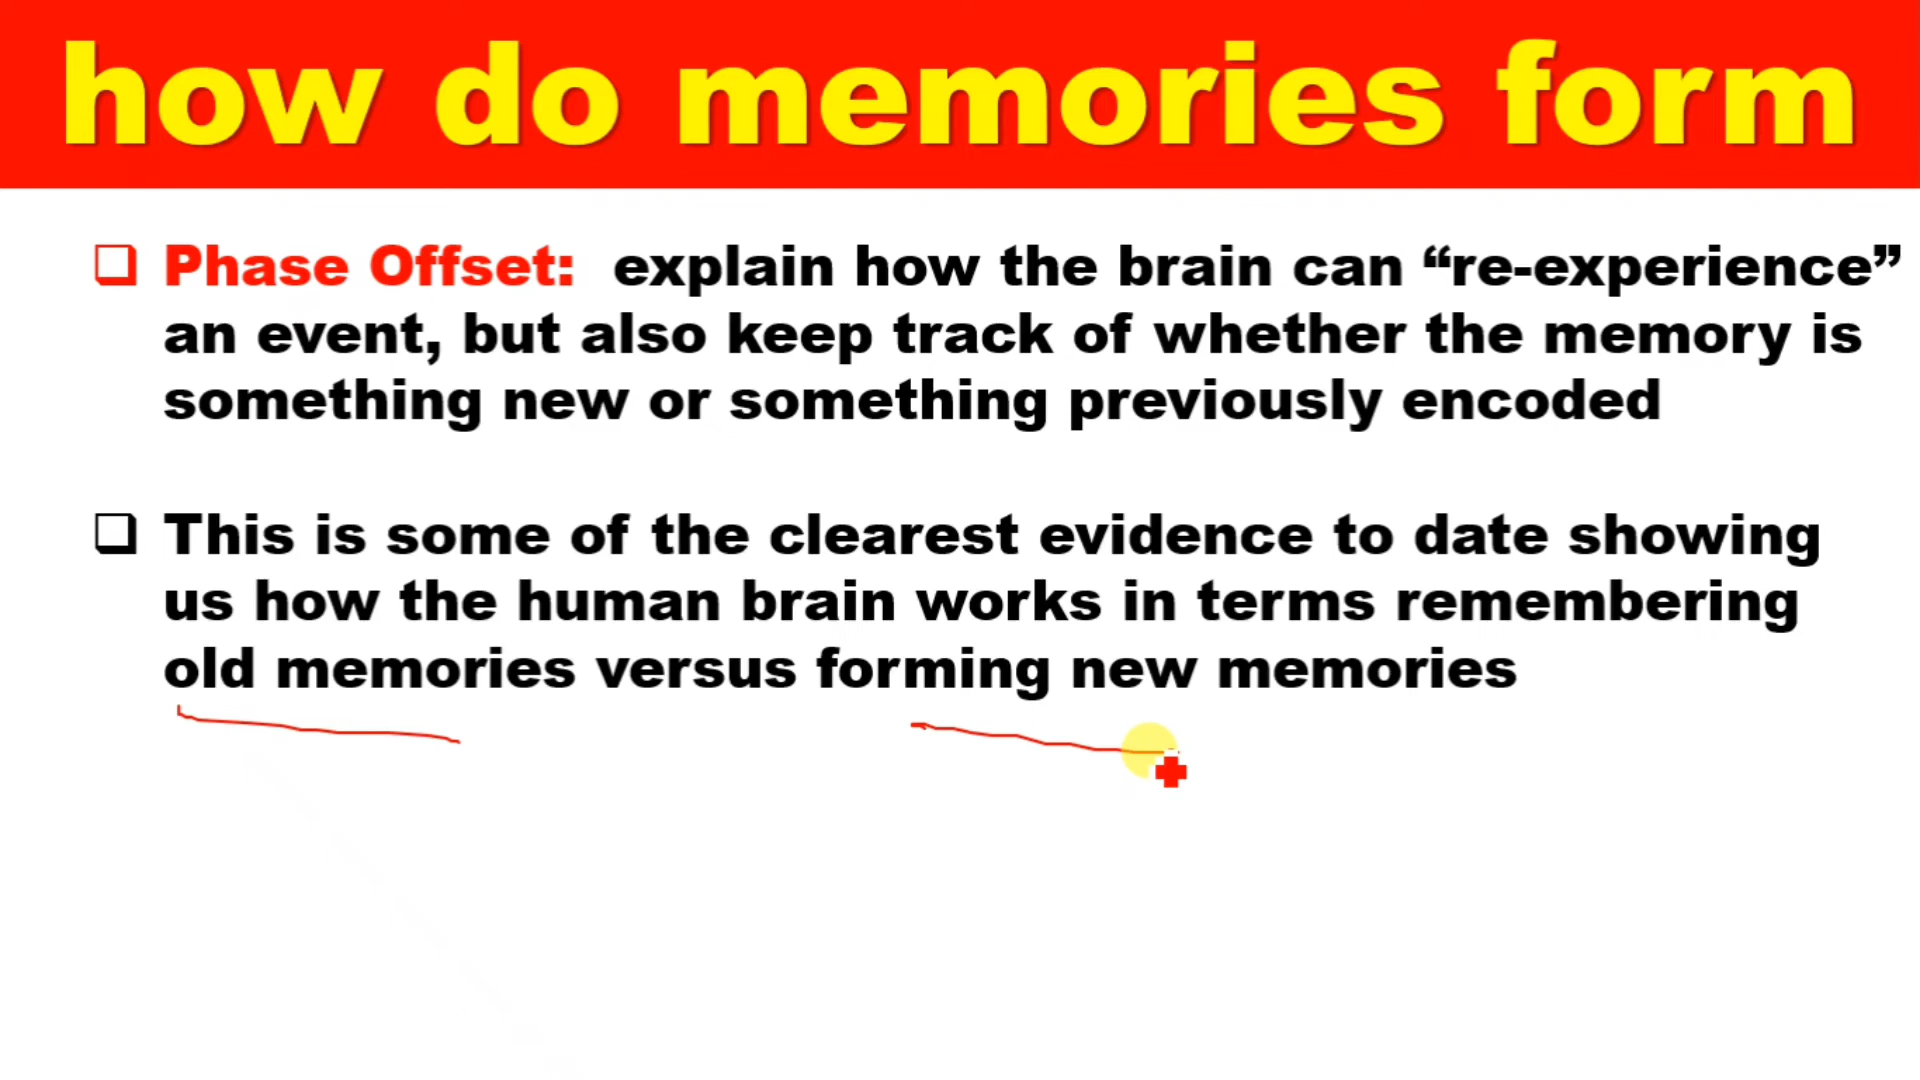 how do memories form
Phase Offset: explain how the brain can “re-experience”
an event, but also keep track of whether the memory is
something new or something previously encoded
This is some of the clearest evidence to date showing
us how the human brain works in terms remembering
old memories versus forming new memories